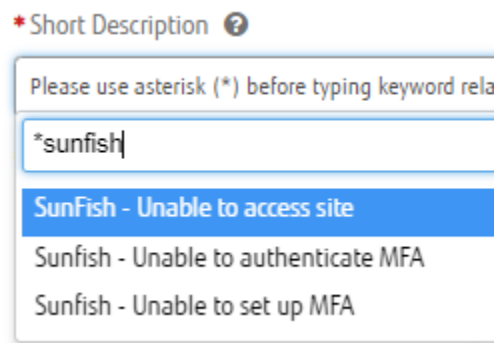 * Short Description ?
Please use asterisk (*) before typing keyword rela
*sunfish
SunFish - Unable to access site
Sunfish - Unable to authenticate MFA
Sunfish - Unable to set up MFA